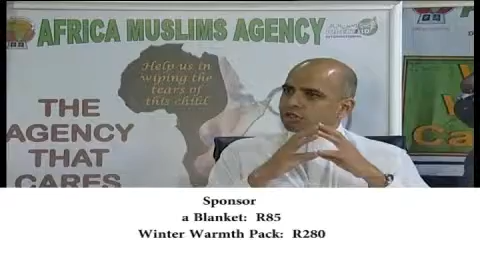 AFRICA MUSLIMS AGENCY
Help us in
wiping the
tears of
this child
THE
AGENCY
THAT
CARES
Sponsor
a Blanket: R85
Winter Warmth Pack: R280